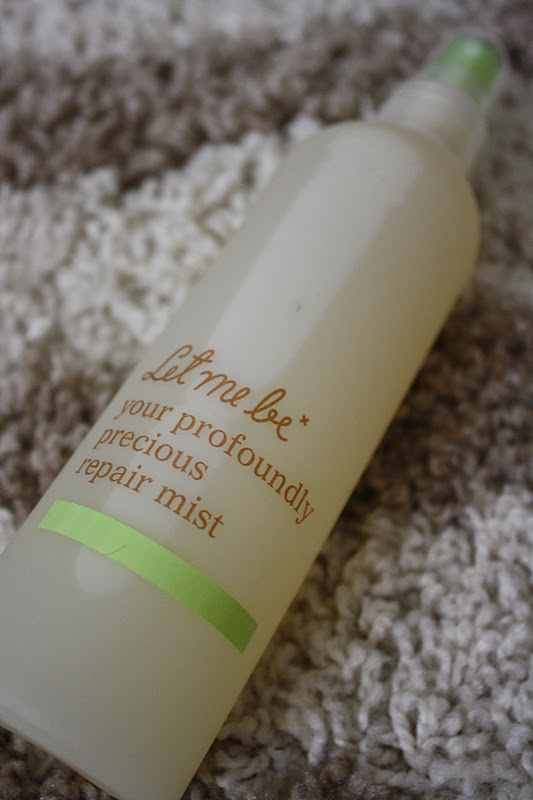 Let me be*
your profoundly
precious
repair mist